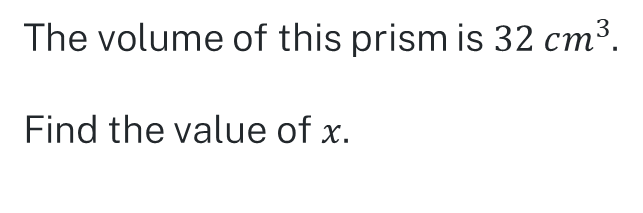 The volume of this prism is 32 cm³.
Find the value of x.